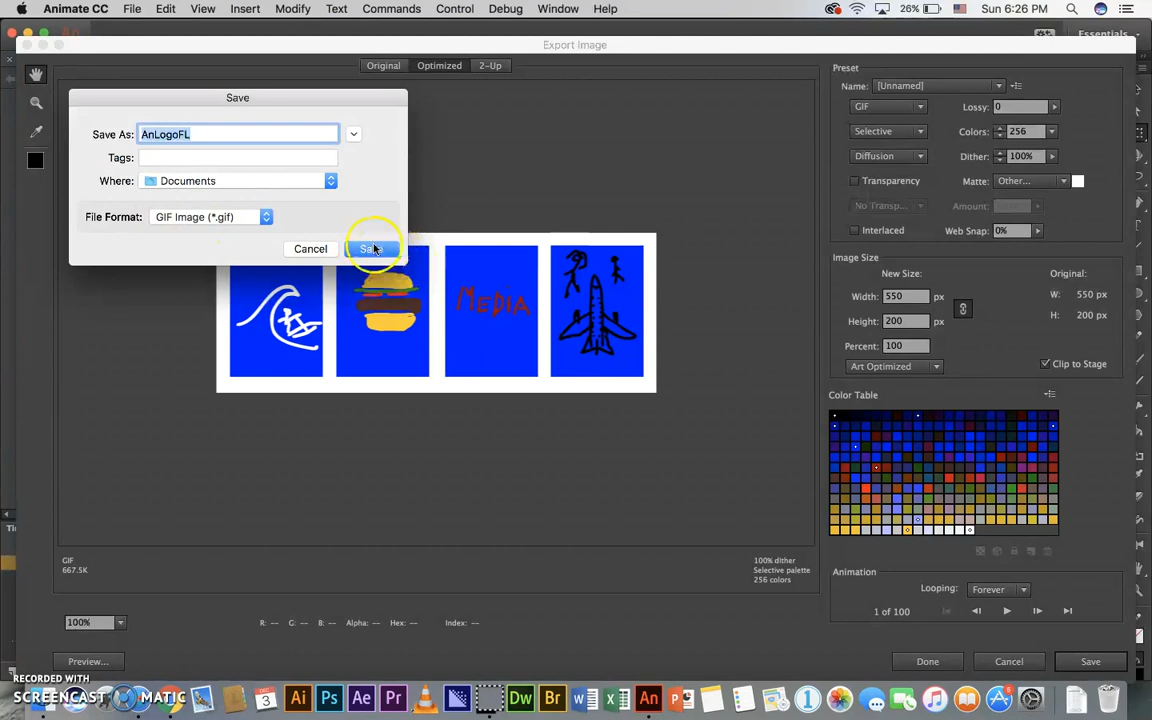 Animate CC File Edit View Insert Modify Text Commands Control Debug Window Help 26% Sun 6:26 PM
Export Image
Essentials
Original Optimized 2-Up
Save
Save As: AnLogoFL
Tags:
Where: Documents
File Format: GIF Image (*.gif)
Cancel Save
MEDIA
Preset
Name: [Unnamed]
GIF Lossy: 0
Selective Colors: 256
Diffusion Dither: 100%
Transparency Matte: Other...
No Transp... Amount:
Interlaced Web Snap: 0%
Image Size
New Size: Original:
Width: 550 px W: 550 px
Height: 200 px H: 200 px
Percent: 100
Art Optimized Clip to Stage
Color Table
GIF
667.5K
100% dither
Selective palette
256 colors
Animation
Looping: Forever
1 of 100
100% R: -- G: -- B: -- Alpha: -- Hex: -- Index: --
Preview... Done Cancel Save
RECORDED WITH
SCREENCAST MATIC
DEC
3
Ai Ps Ae Pr Dw Br W X An P